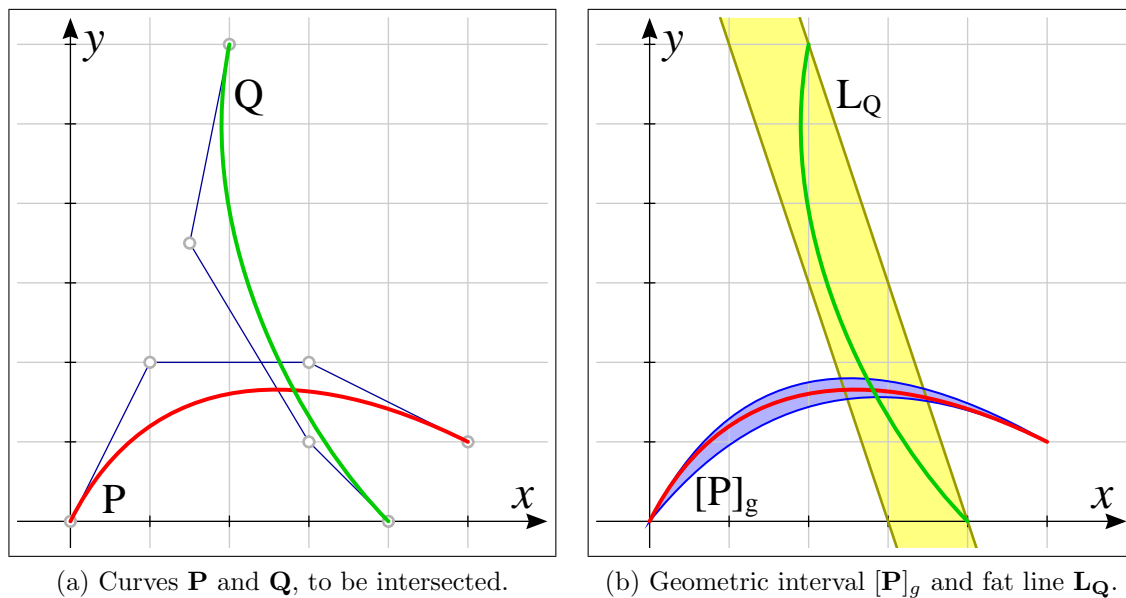 y
Q
P
x
(a) Curves P and Q, to be intersected.
y
L_Q
[P]_g
x
(b) Geometric interval [P]_g and fat line L_Q.